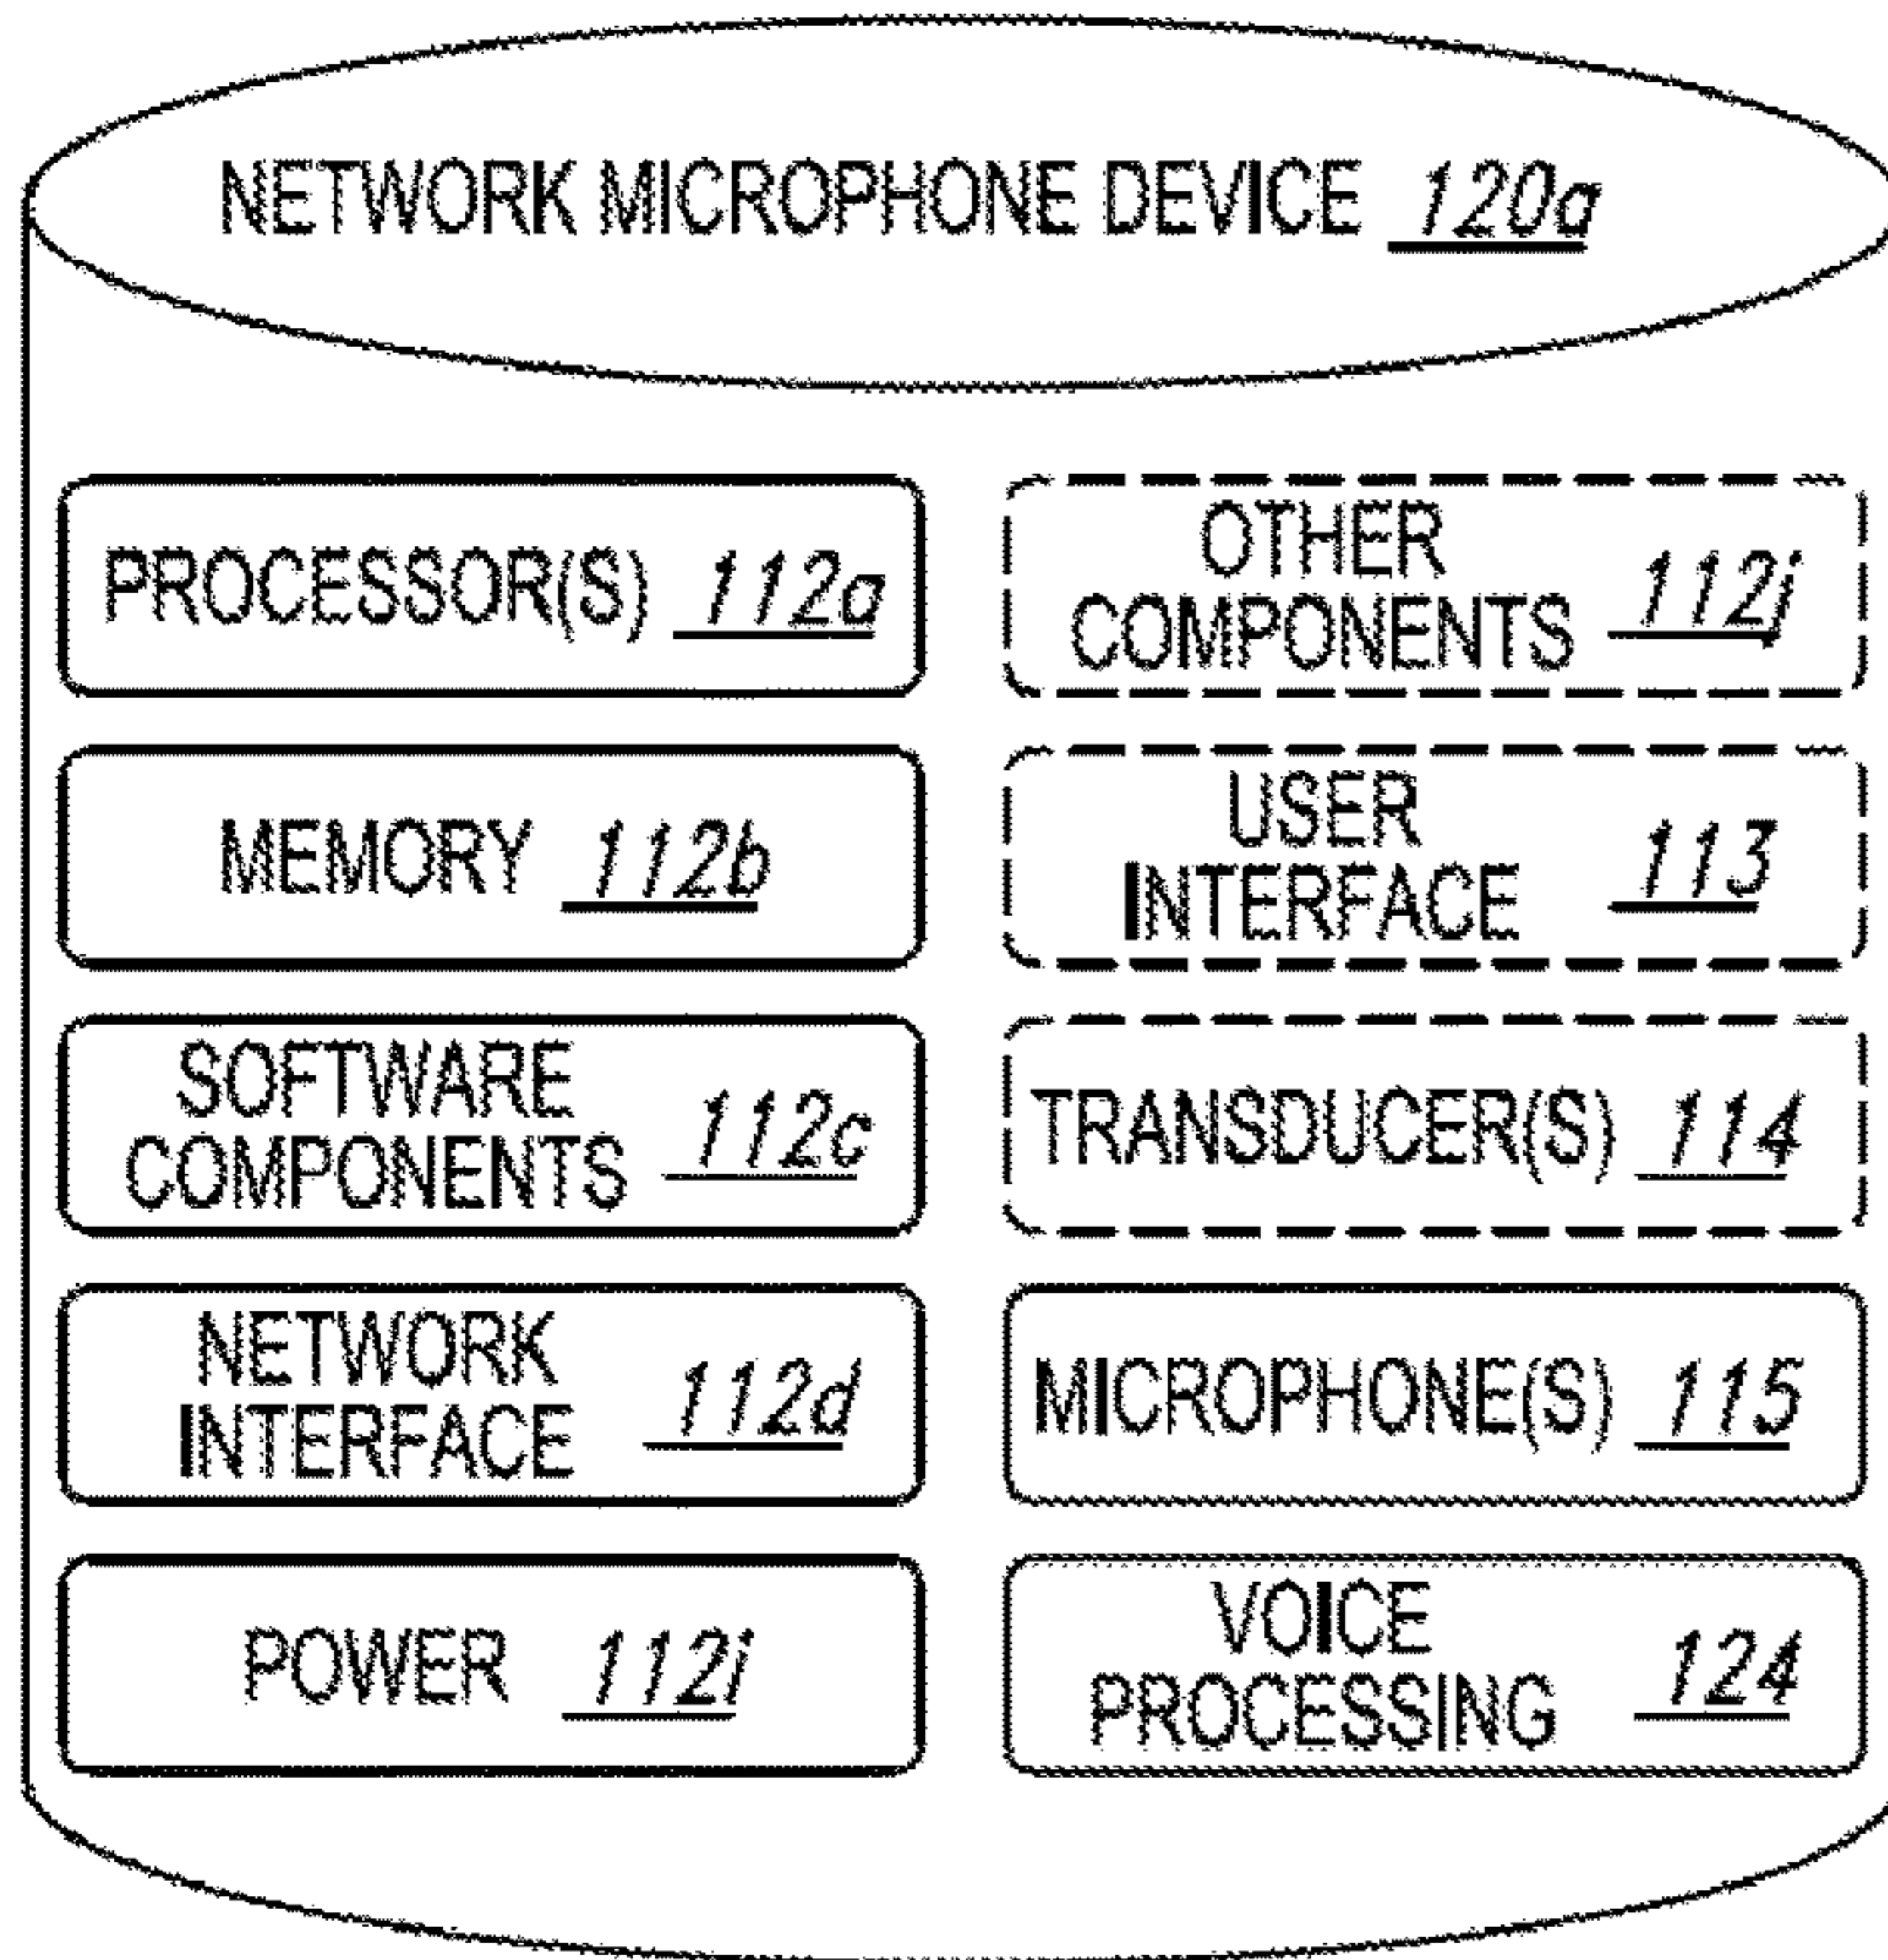 NETWORK MICROPHONE DEVICE 120a
PROCESSOR(S) 112a
MEMORY 112b
SOFTWARE
COMPONENTS 112c
NETWORK
INTERFACE 112d
POWER 112i
OTHER
COMPONENTS 112j
USER
INTERFACE 113
TRANSDUCER(S) 114
MICROPHONE(S) 115
VOICE
PROCESSING 124